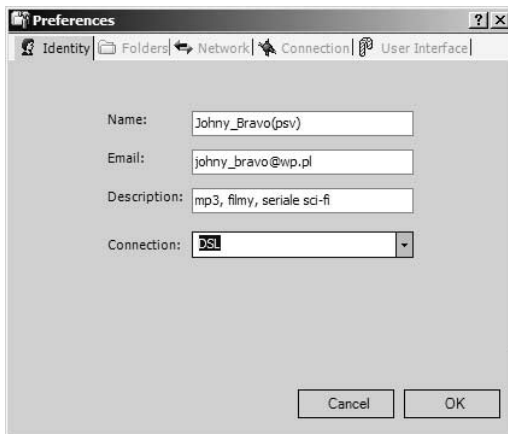 Preferences
Identity Folders Network Connection User Interface
Name: Johny_Bravo(psv)
Email: johny_bravo@wp.pl
Description: mp3, filmy, seriale sci-fi
Connection: DSL
Cancel OK